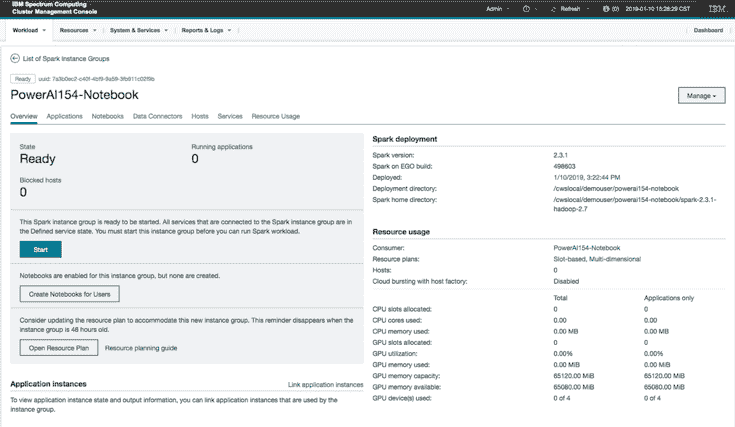 IBM Spectrum Computing
Cluster Management Console
Admin
Refresh
(0)
2019-01-10 15:28:29 CST
IBM
Workload
Resources
System & Services
Reports & Logs
Dashboard
List of Spark Instance Groups
Ready
PowerAI154-Notebook
Manage
Overview Applications Notebooks Data Connectors Hosts Services Resource Usage
State
Ready
Running applications
0
Blocked hosts
0
This Spark instance group is ready to be started. All services that are connected to the Spark instance group are in
the Defined service state. You must start this instance group before you can run Spark workload.
Start
Notebooks are enabled for this instance group, but none are created.
Create Notebooks for Users
Consider updating the resource plan to accommodate this new instance group. This reminder disappears when the
instance group is 48 hours old.
Open Resource Plan
Resource planning guide
Application instances
Link application instances
To view application instance state and output information, you can link application instances that are used by the
instance group.
Spark deployment
Spark version: 2.3.1
Spark on EGO build: 498603
Deployed: 1/10/2019, 3:22:44 PM
Deployment directory: /cwslocal/demouser/powerai154-notebook
Spark home directory: /cwslocal/demouser/powerai154-notebook/spark-2.3.1-
hadoop-2.7
Resource usage
Consumer: PowerAI154-Notebook
Resource plans: Slot-based, Multi-dimensional
Hosts: 0
Cloud bursting with host factory: Disabled
Total Applications only
CPU slots allocated: 0 0
CPU cores used: 0.00 0.00
CPU memory used: 0.00 MB 0.00 MB
GPU slots allocated: 0 0
GPU utilization: 0.00% 0.00%
GPU memory used: 0.00 MiB 0.00 MiB
GPU memory capacity: 65120.00 MiB 65120.00 MiB
GPU memory available: 65080.00 MiB 65080.00 MiB
GPU device(s) used: 0 of 4 0 of 4